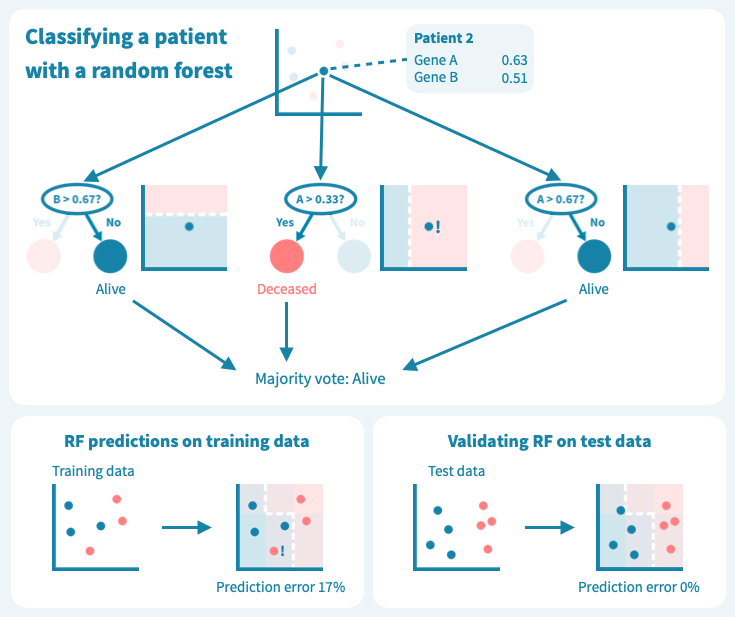 Classifying a patient
with a random forest
Patient 2
Gene A 0.63
Gene B 0.51
B > 0.67?
Yes No
Alive
A > 0.33?
Yes No
!
Deceased
A > 0.67?
Yes No
Alive
Majority vote: Alive
RF predictions on training data
Training data
!
Prediction error 17%
Validating RF on test data
Test data
Prediction error 0%